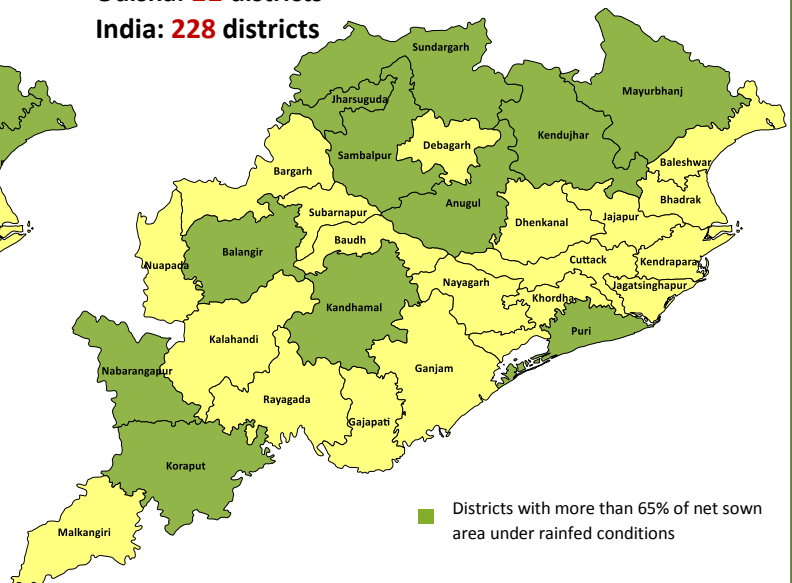 India: 228 districts
Sundargarh
Mayurbhanj
Jharsuguda
Kendujhar
Debagarh
Sambalpur
Baleshwar
Bargarh
Bhadrak
Anugul
Subarnapur
Jajapur
Dhenkanal
Baudh
Balangir
Cuttack
Kendrapara
Nuapada
Nayagarh
Jagatsinghapur
Khordha
Kandhamal
Puri
Kalahandi
Ganjam
Nabarangapur
Rayagada
Gajapati
Koraput
Districts with more than 65% of net sown
area under rainfed conditions
Malkangiri